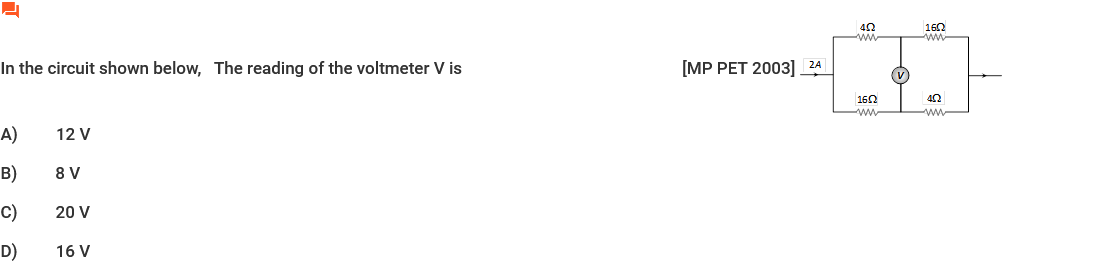 4Ω 16Ω
In the circuit shown below, The reading of the voltmeter V is [MP PET 2003] 2A
V
16Ω 4Ω
A) 12 V
B) 8 V
C) 20 V
D) 16 V